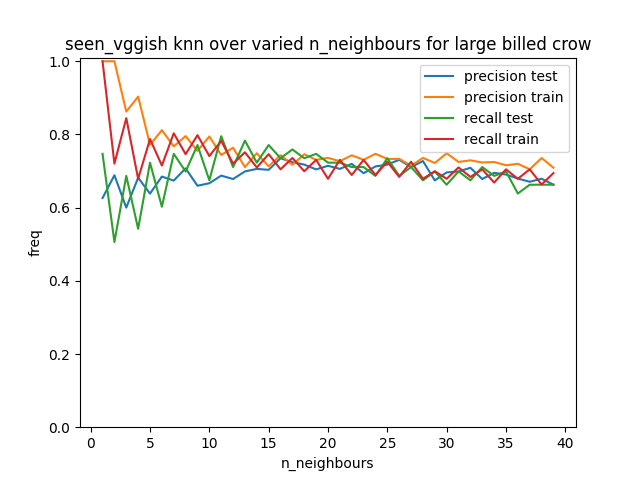 seen_vggish knn over varied n_neighbours for large billed crow
precision test
precision train
recall test
recall train
1.0
0.8
0.6
0.4
0.2
0.0
freq
0 5 10 15 20 25 30 35 40
n_neighbours